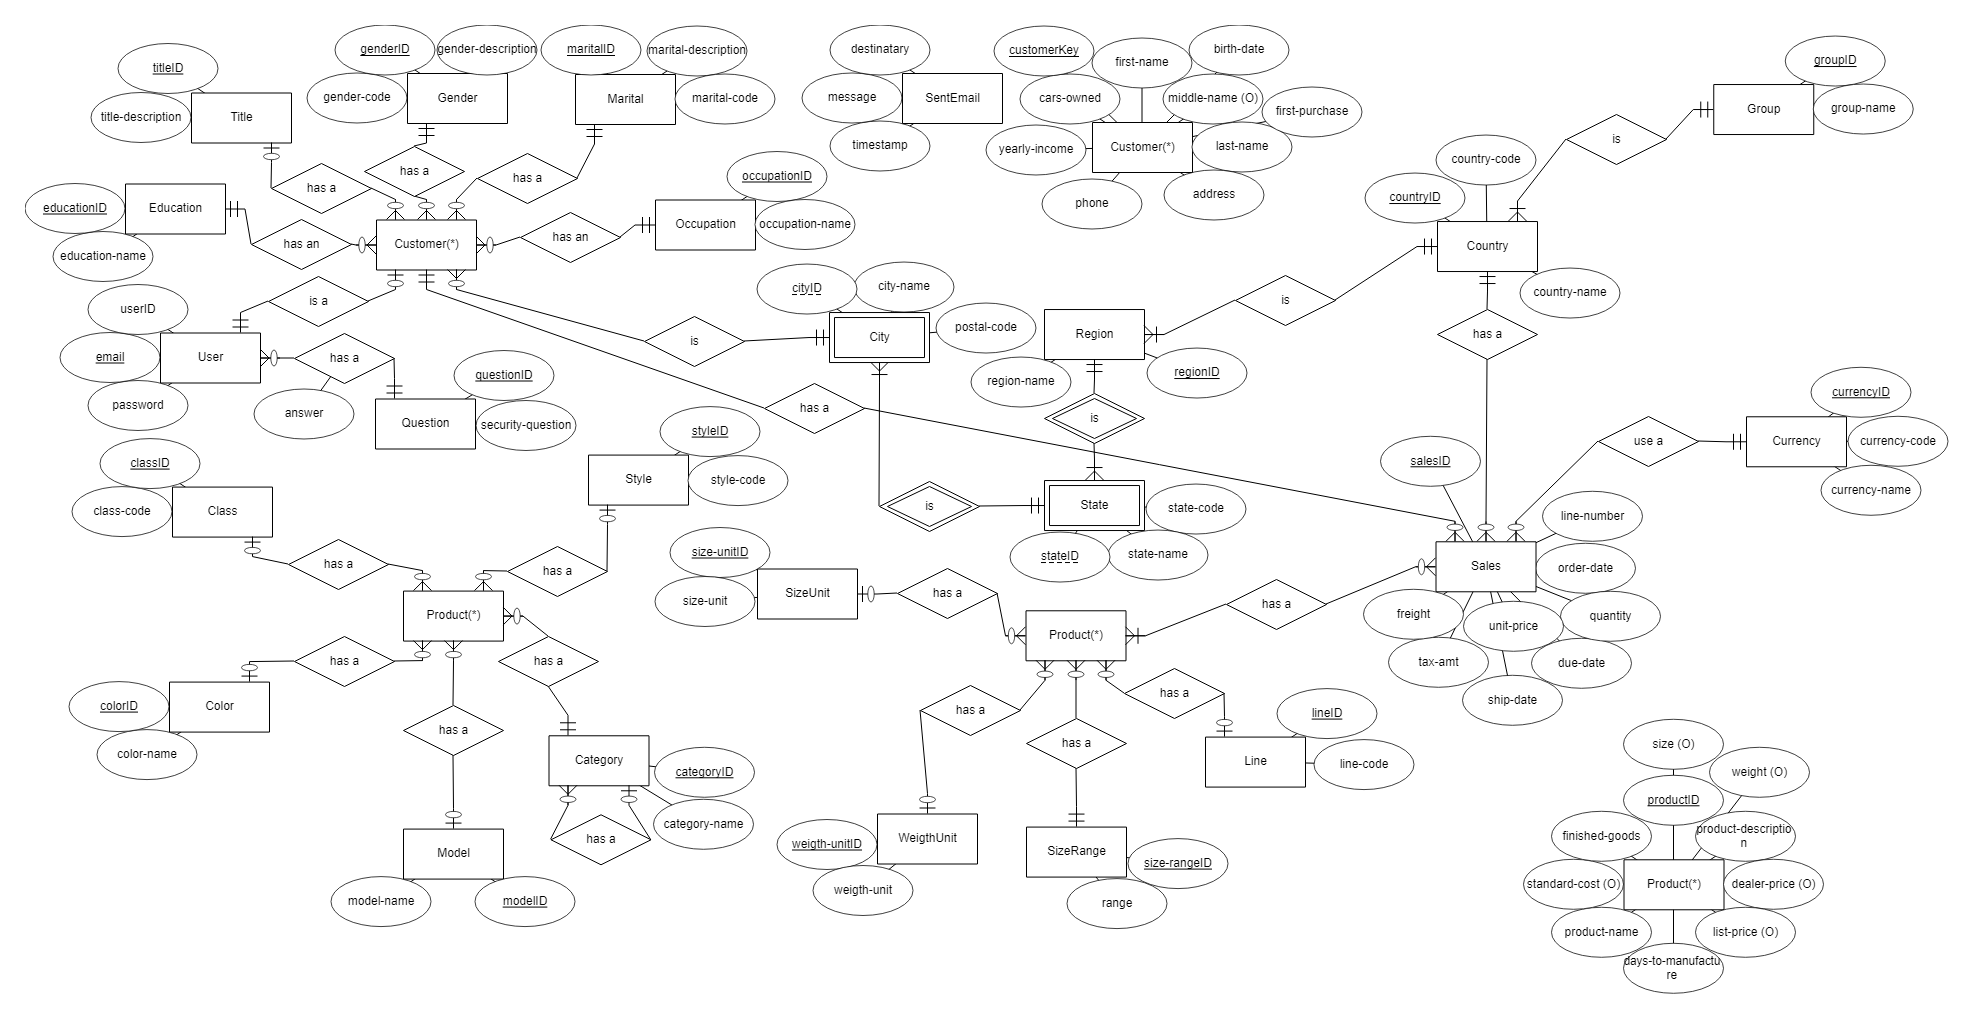 genderID
gender-description
maritalID
marital-description
destinatary
customerKey
first-name
birth-date
groupID
titleID
gender-code
Gender
Marital
marital-code
message
SentEmail
cars-owned
middle-name (O)
first-purchase
Group
group-name
title-description
Title
timestamp
yearly-income
Customer(*)
last-name
is
country-code
has a
has a
has a
occupationID
phone
address
countryID
educationID
Education
has an
Customer(*)
has an
Occupation
occupation-name
Country
education-name
cityID
city-name
country-name
userID
is a
postal-code
is
email
User
has a
is
City
Region
has a
password
answer
questionID
region-name
regionID
Question
security-question
has a
is
currencyID
styleID
use a
Currency
currency-code
classID
Style
style-code
salesID
currency-name
class-code
Class
is
State
state-code
line-number
size-unitID
stateID
state-name
has a
has a
Sales
order-date
size-unit
SizeUnit
has a
has a
Product(*)
Product(*)
freight
unit-price
quantity
has a
has a
tax-amt
due-date
colorID
Color
has a
has a
has a
lineID
ship-date
color-name
has a
size (O)
Category
categoryID
Line
line-code
weight (O)
category-name
productID
has a
Model
weigth-unitID
WeigthUnit
SizeRange
size-rangeID
finished-goods
product-descriptio
n
model-name
modelID
weigth-unit
range
standard-cost (O)
Product(*)
dealer-price (O)
product-name
list-price (O)
days-to-manufactu
re